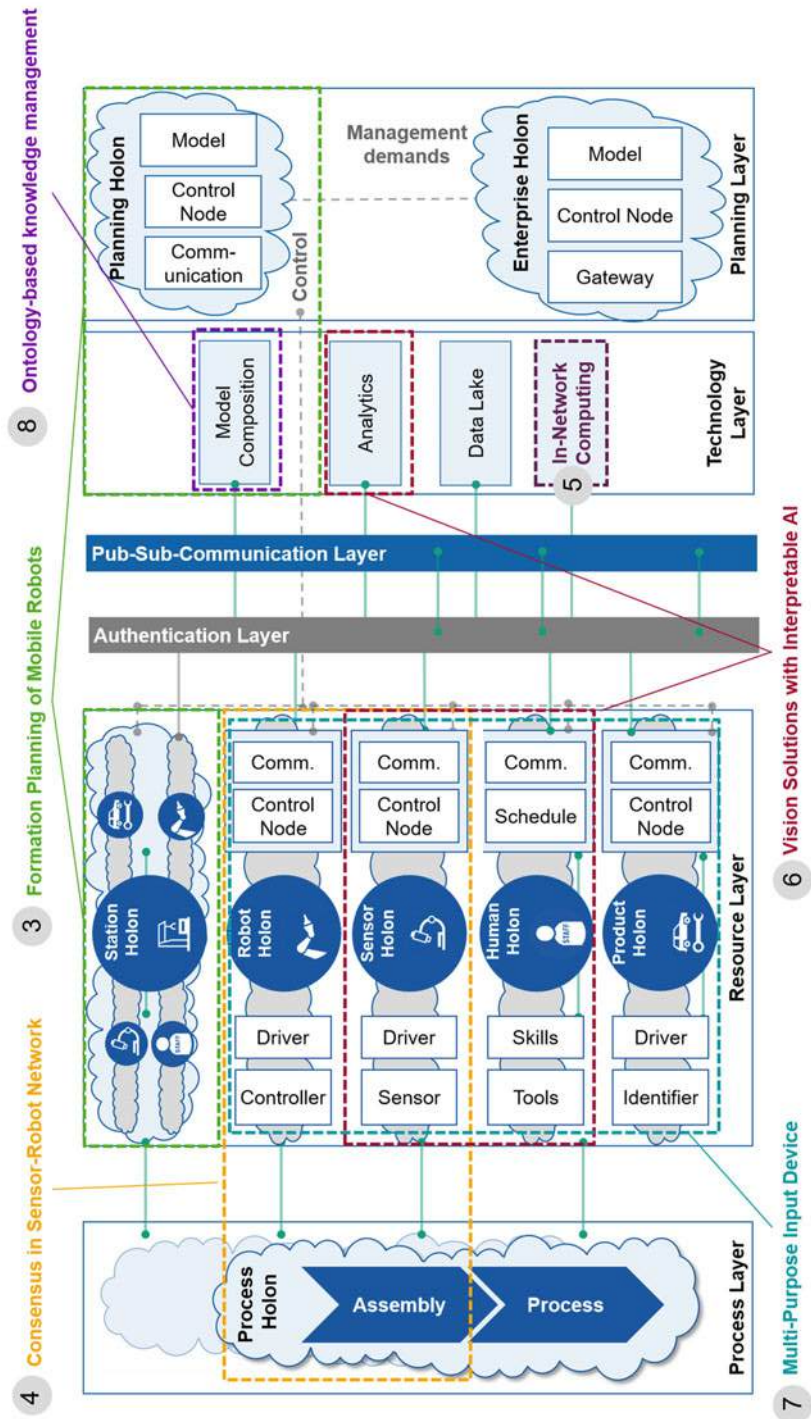 4 Consensus in Sensor-Robot Network
3 Formation Planning of Mobile Robots
8 Ontology-based knowledge management
Process
Holon
Assembly
Process
Process Layer
Station
Holon
STAFF
Controller
Driver
Robot
Holon
Control
Node
Comm.
Sensor
Driver
Sensor
Holon
Control
Node
Comm.
Tools
Skills
Human
Holon
STAFF
Schedule
Comm.
Identifier
Driver
Product
Holon
Control
Node
Comm.
Resource Layer
Authentication Layer
Pub-Sub-Communication Layer
Model
Composition
Analytics
Data Lake
In-Network
Computing
5
Technology
Layer
Control
Planning Holon
Comm-
unication
Control
Node
Model
Management
demands
Enterprise Holon
Gateway
Control Node
Model
Planning Layer
7 Multi-Purpose Input Device
6 Vision Solutions with Interpretable AI